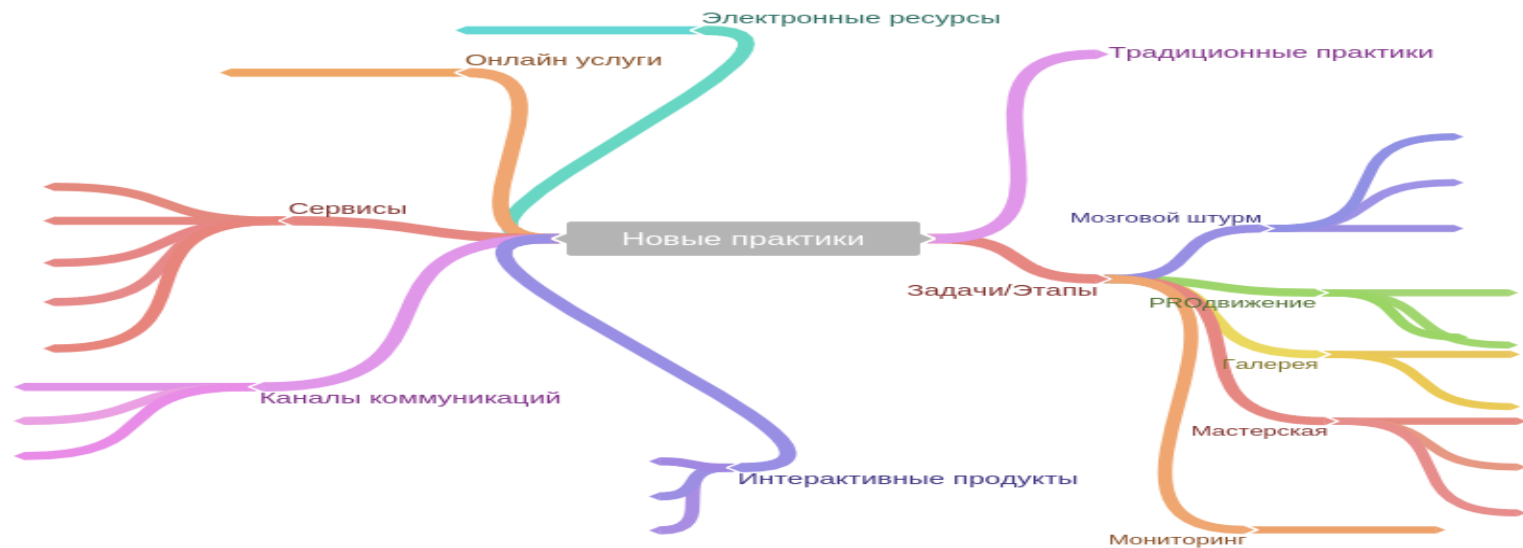 Электронные ресурсы
Онлайн услуги
Традиционные практики
Сервисы
Мозговой штурм
Новые практики
Задачи/Этапы
PROдвижение
Галерея
Каналы коммуникаций
Мастерская
Интерактивные продукты
Мониторинг